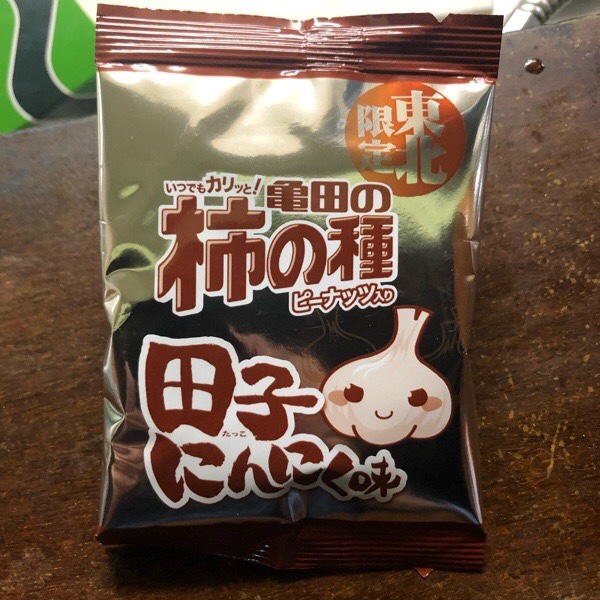 東北
限定
いつでもカリッと!
亀田の
柿の種
ピーナッツ入り
田子
たっこ
にんにく味